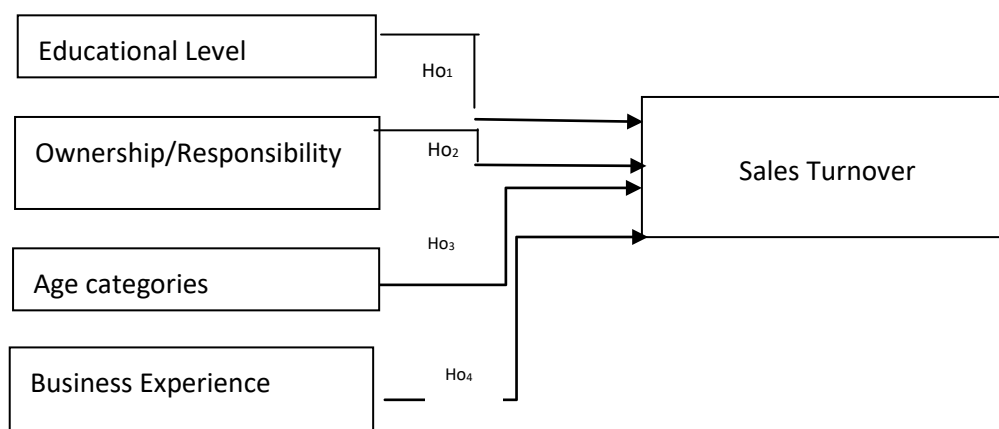 Educational Level
Ho₁
Ownership/Responsibility
Ho₂
Sales Turnover
Ho₃
Age categories
Ho₄
Business Experience